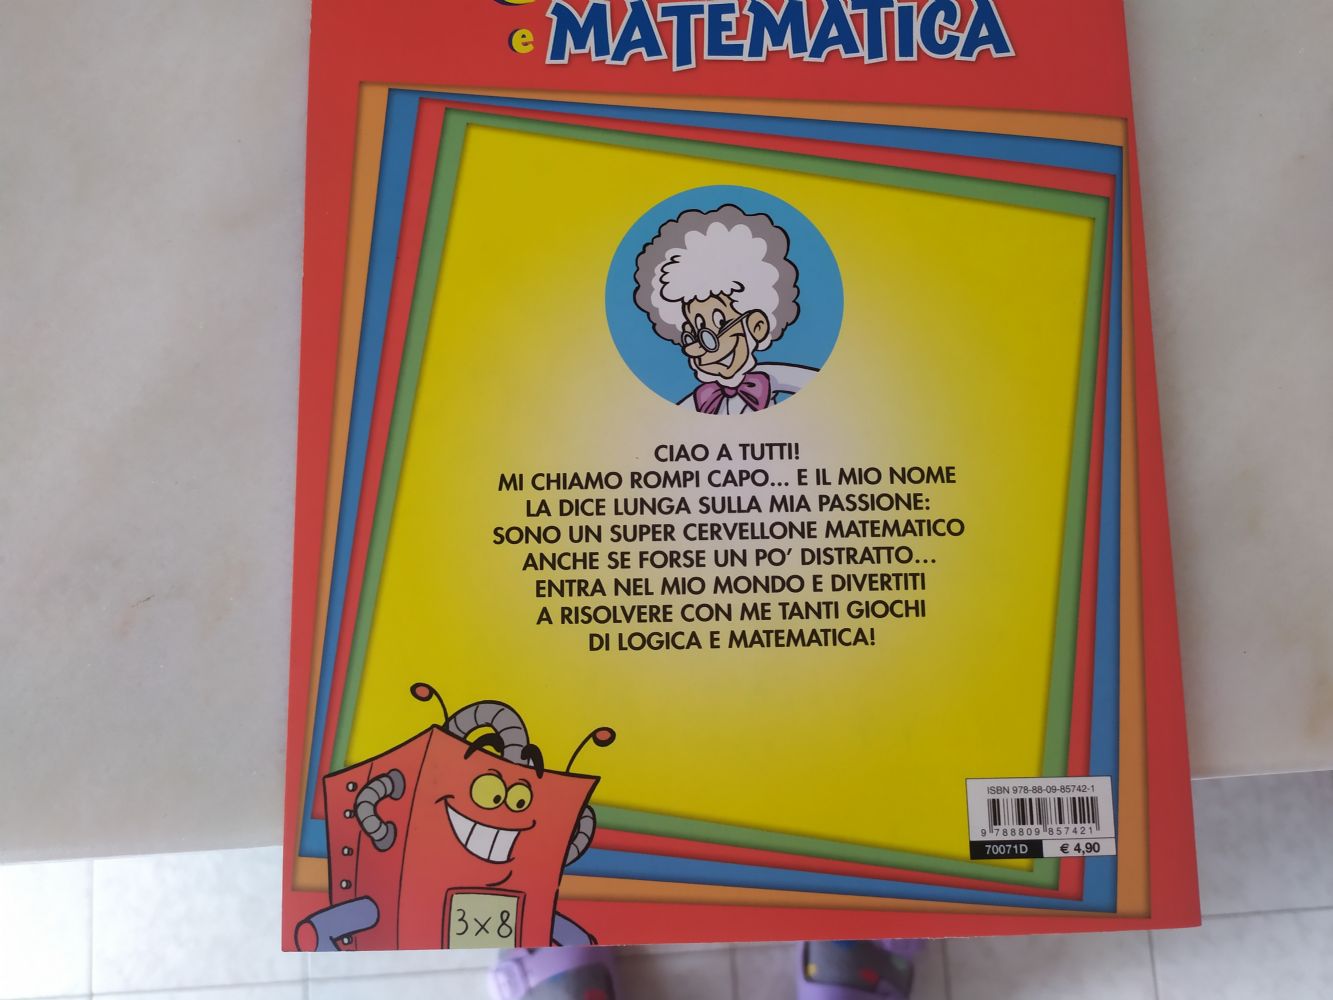 e MATEMATICA
CIAO A TUTTI!
MI CHIAMO ROMPI CAPO... E IL MIO NOME
LA DICE LUNGA SULLA MIA PASSIONE:
SONO UN SUPER CERVELLONE MATEMATICO
ANCHE SE FORSE UN PO’ DISTRATTO...
ENTRA NEL MIO MONDO E DIVERTITI
A RISOLVERE CON ME TANTI GIOCHI
DI LOGICA E MATEMATICA!
ISBN 978-88-09-85742-1
9 788809 857421
70071D € 4,90
3×8